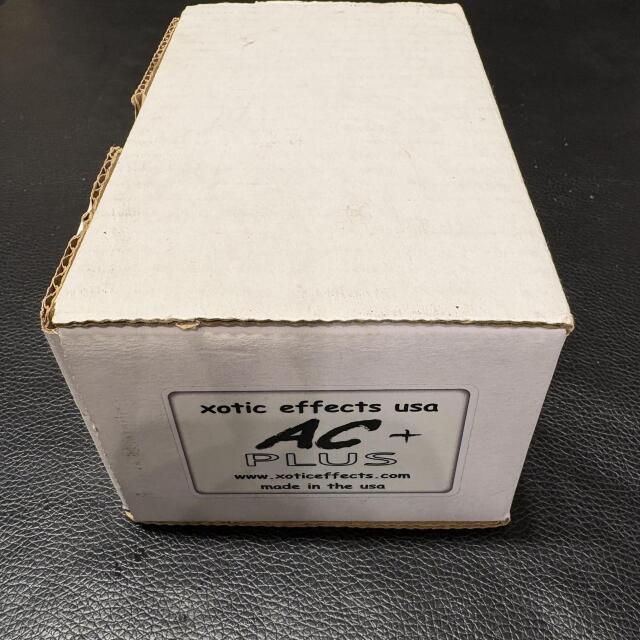 xotic effects usa
AC +
PLUS
www.xoticeffects.com
made in the usa